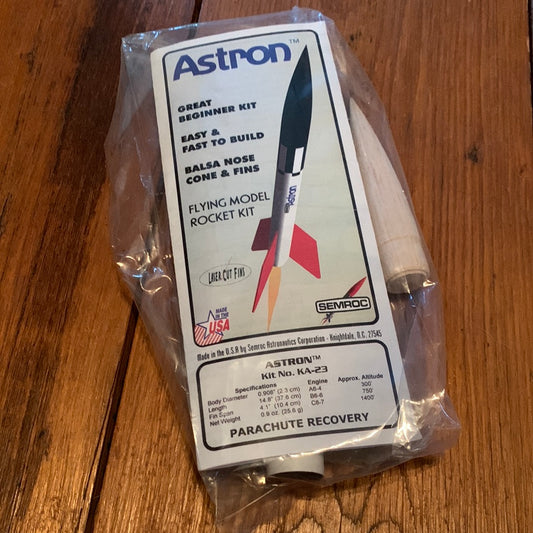 Astron™
GREAT
BEGINNER KIT
EASY &
FAST TO BUILD
BALSA NOSE
CONE & FINS
FLYING MODEL
ROCKET KIT
Astron
LASER CUT FINS
MADE
IN THE
USA
SEMROC
Made in the U.S.A by Semroc Astronautics Corporation - Knightdale, N.C. 27545
ASTRON™
Kit No. KA-23
Specifications Engine Approx. Altitude
Body Diameter 0.908" (2.3 cm) A8-4 300'
Length 14.8" (37.6 cm) B6-6 750'
Fin Span 4.1" (10.4 cm) C6-7 1400'
Net Weight 0.9 oz. (25.6 g)
PARACHUTE RECOVERY